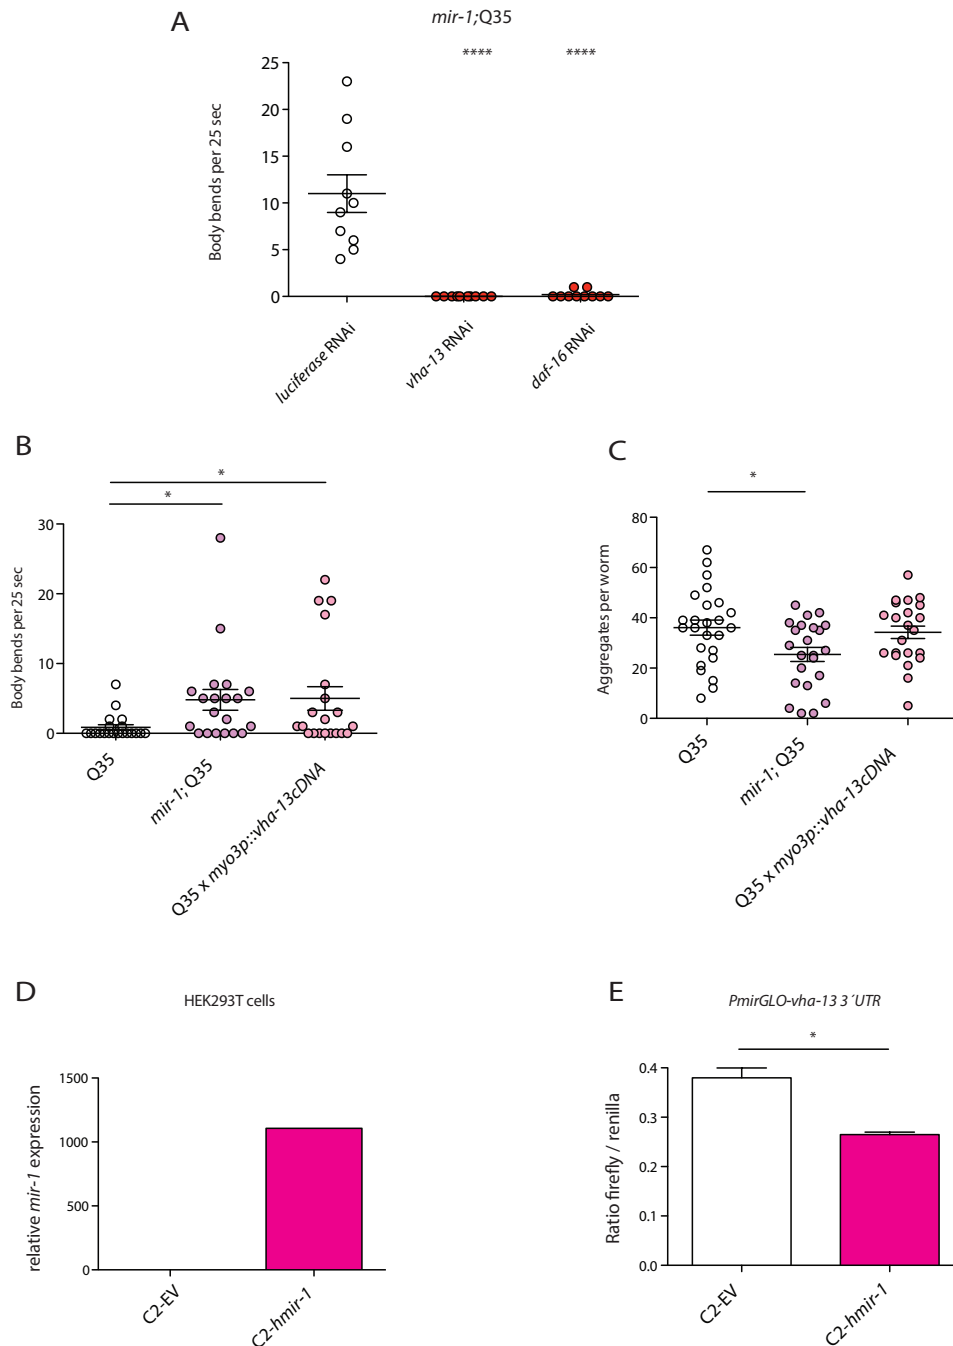 A
mir-1;Q35
**** ****
Body bends per 25 sec
25
20
15
10
5
0
luciferase RNAi
vha-13 RNAi
daf-16 RNAi
B
*
*
Body bends per 25 sec
30
20
10
0
Q35
mir-1; Q35
Q35 x myo3p::vha-13cDNA
C
*
Aggregates per worm
80
60
40
20
0
Q35
mir-1; Q35
Q35 x myo3p::vha-13cDNA
D
HEK293T cells
relative mir-1 expression
1500
1000
500
0
C2-EV
C2-hmir-1
E
PmirGLO-vha-13 3´UTR
*
Ratio firefly / renilla
0.4
0.3
0.2
0.1
0.0
C2-EV
C2-hmir-1